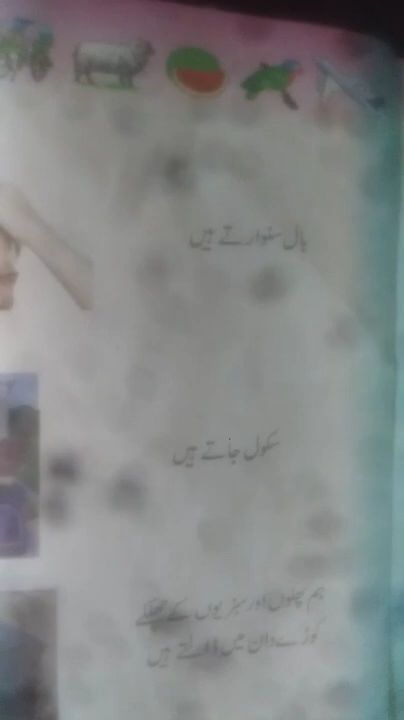 بال سنوارتے ہیں
سکول جاتے ہیں
ہم پھلوں اور سبزیوں کے چھلکے
کوڑے دان میں ڈالتے ہیں